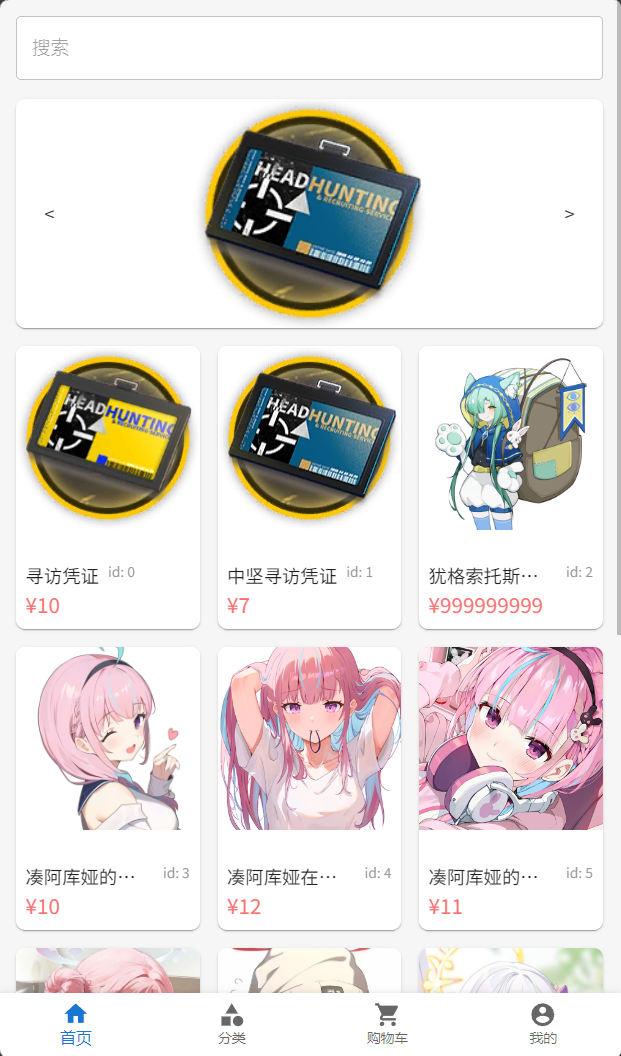 搜索
<
>
HEADHUNTING
& RECRUITING SERVICE
HEADHUNTING
& RECRUITING SERVICE
HEADHUNTING
& RECRUITING SERVICE
寻访凭证 id: 0
¥10
中坚寻访凭证 id: 1
¥7
犹格索托斯… id: 2
¥999999999
凑阿库娅的… id: 3
¥10
凑阿库娅在… id: 4
¥12
凑阿库娅的… id: 5
¥11
首页
分类
购物车
我的